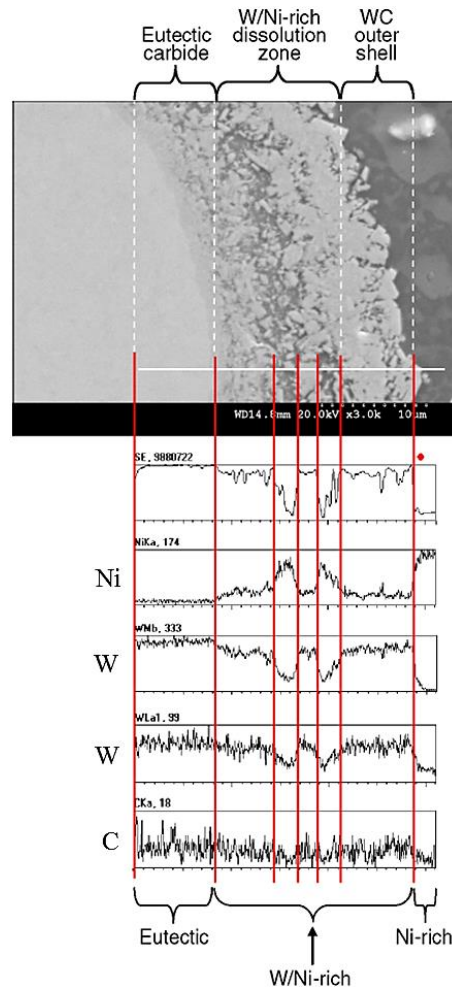 Eutectic
carbide
W/Ni-rich
dissolution
zone
WC
outer
shell
WD14.8mm 20.0kV x3.0k 10um
SE, 9880722
NiKa, 174
Ni
WMb, 333
W
WLa1, 99
W
CKa, 18
C
Eutectic
W/Ni-rich
Ni-rich